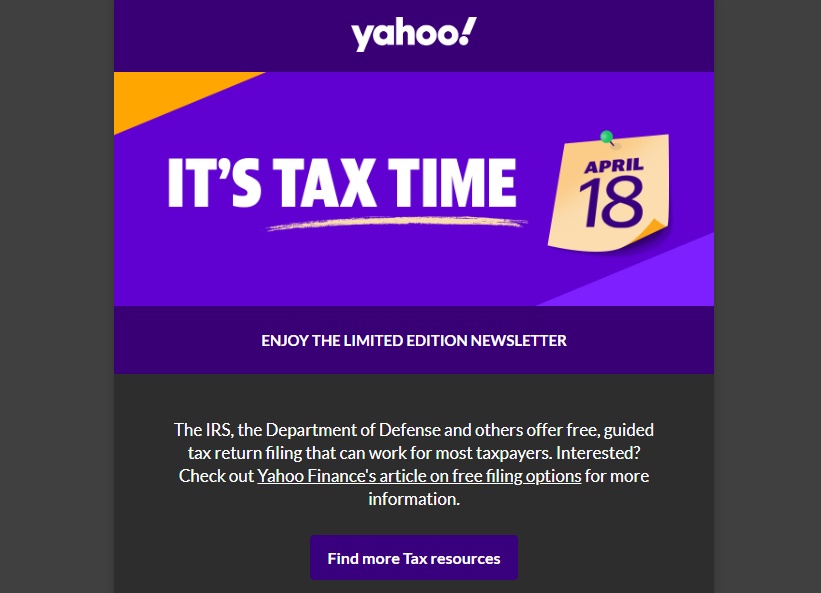 yahoo!
IT'S TAX TIME
APRIL
18
ENJOY THE LIMITED EDITION NEWSLETTER
The IRS, the Department of Defense and others offer free, guided
tax return filing that can work for most taxpayers. Interested?
Check out Yahoo Finance's article on free filing options for more
information.
Find more Tax resources